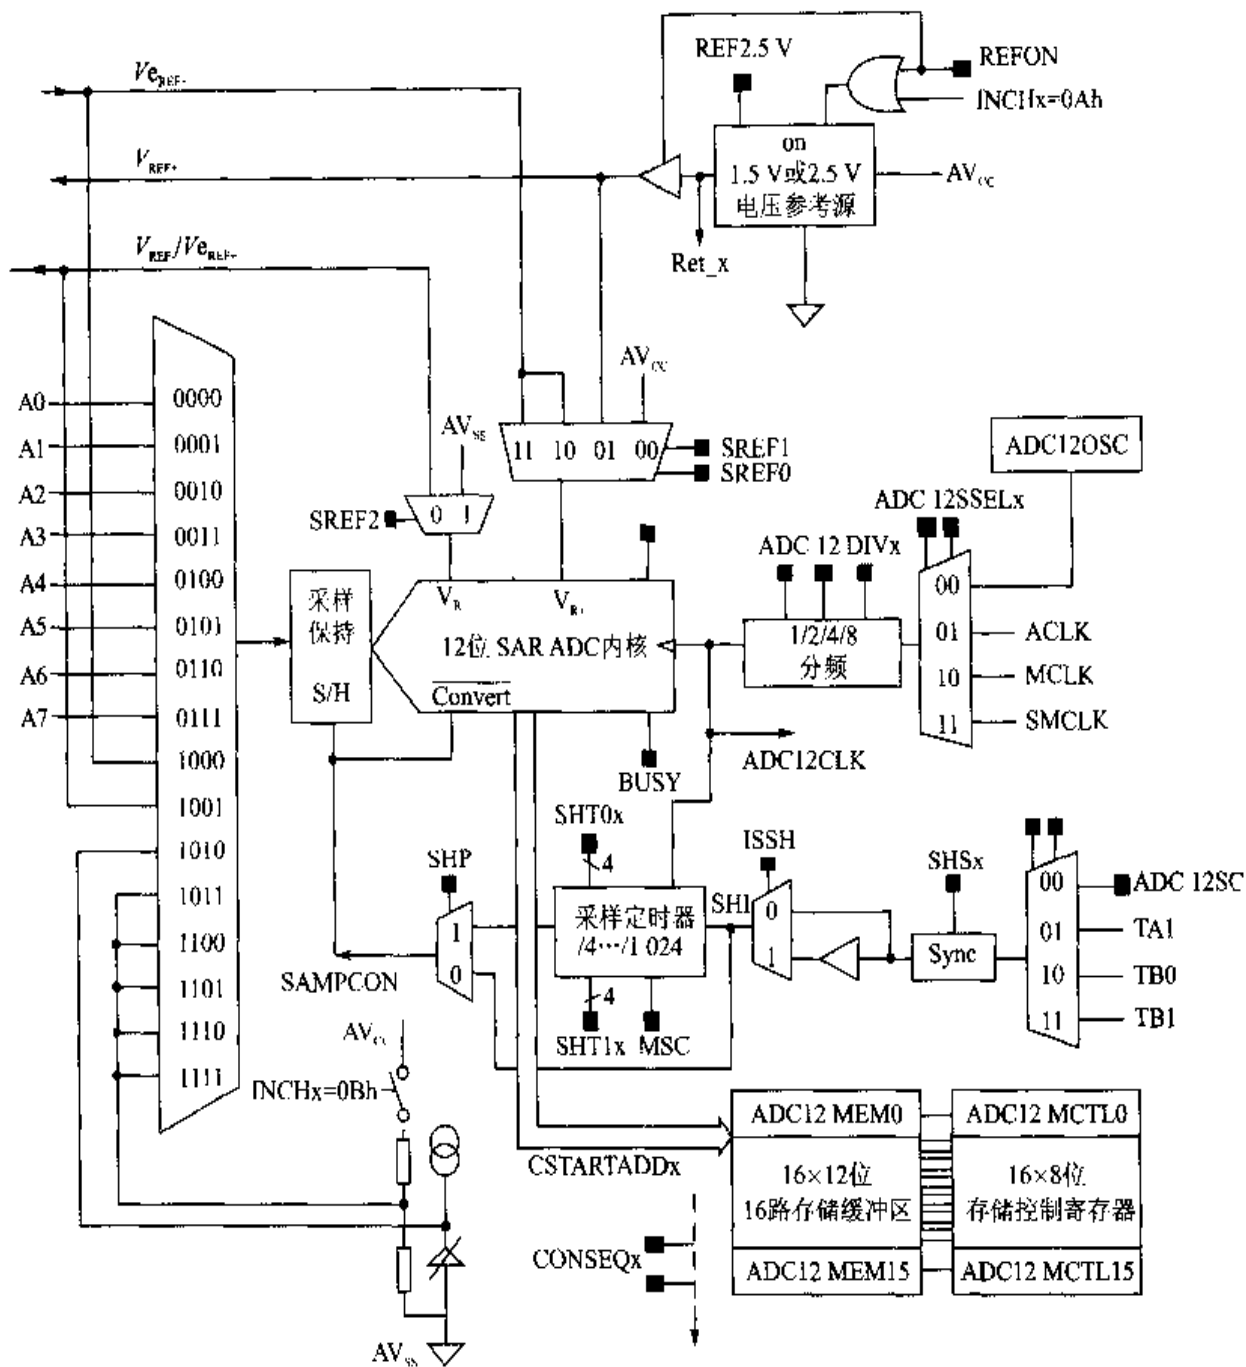 REF2.5 V
REFON
INCHx=0Ah
VeREF+
VREF+
on
1.5 V或2.5 V
电压参考源
AVCC
Ret_x
VREF/VeREF-
AVCC
A0
A1
A2
A3
A4
A5
A6
A7
0000
0001
0010
0011
0100
0101
0110
0111
1000
1001
1010
1011
1100
1101
1110
1111
AVSS
11 10 01 00
SREF1
SREF0
SREF2
0 1
ADC12OSC
ADC 12SSELx
ADC 12 DIVx
采样
保持
S/H
VR
VR+
12位 SAR ADC内核
Convert
1/2/4/8
分频
00
01
10
11
ACLK
MCLK
SMCLK
BUSY
ADC12CLK
SHT0x
4
SHP
1
0
SAMPCON
采样定时器
/4…/1 024
4
SHT1x
MSC
SHI
ISSH
0
1
SHSx
Sync
00
01
10
11
ADC 12SC
TA1
TB0
TB1
AVCC
INCHx=0Bh
AVSS
CSTARTADDx
CONSEQx
ADC12 MEM0
16×12位
16路存储缓冲区
ADC12 MEM15
ADC12 MCTL0
16×8位
存储控制寄存器
ADC12 MCTL15